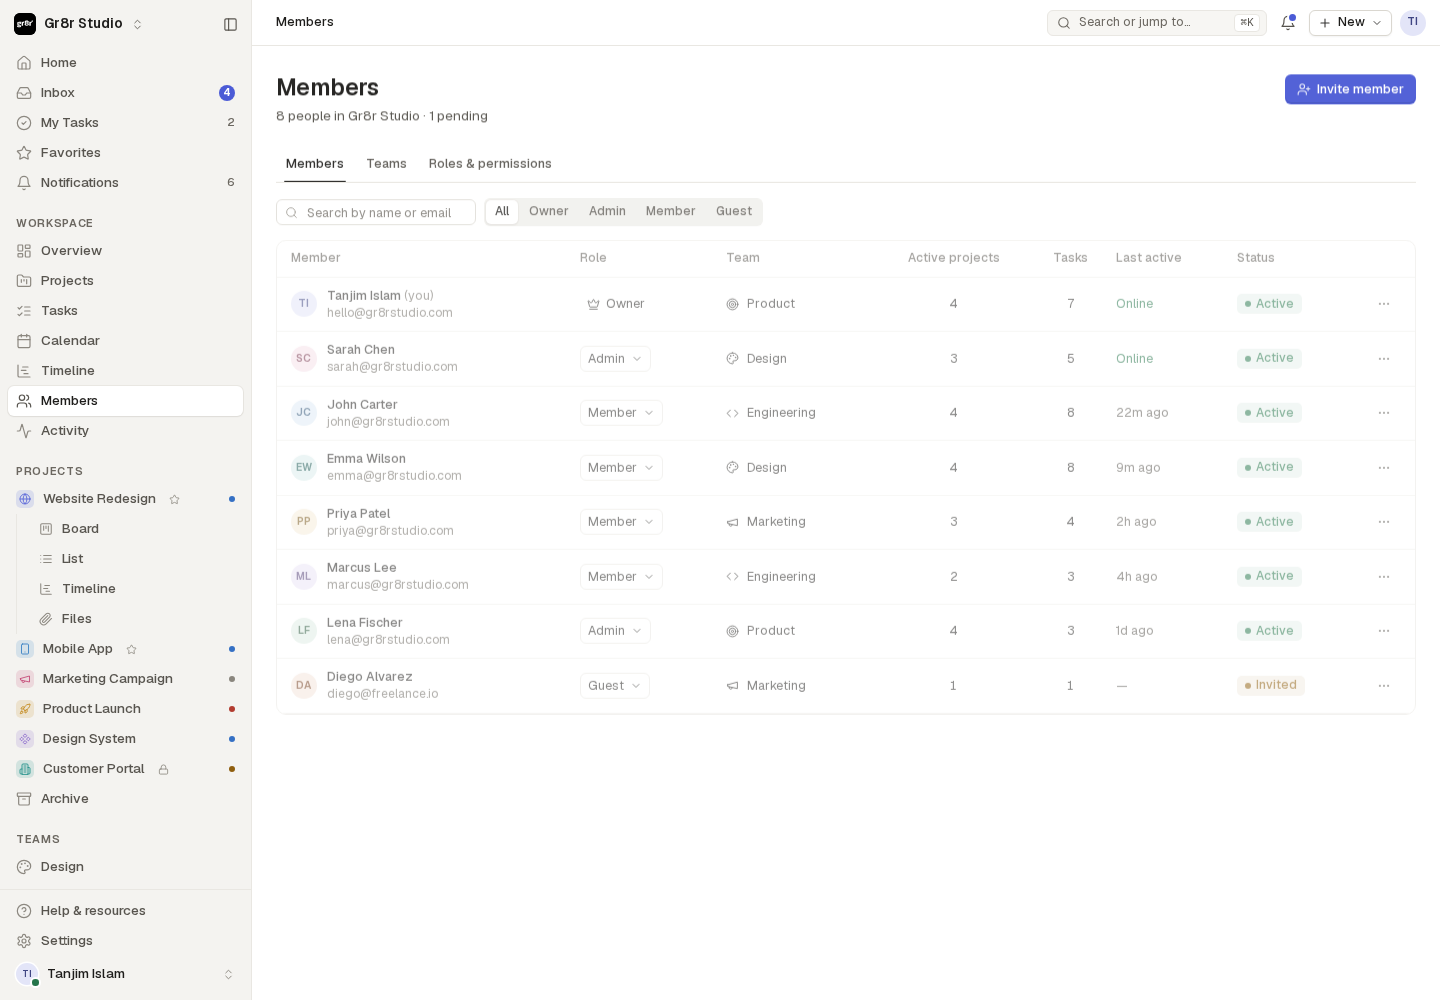 gr8r Gr8r Studio
Home
Inbox 4
My Tasks 2
Favorites
Notifications 6
WORKSPACE
Overview
Projects
Tasks
Calendar
Timeline
Members
Activity
PROJECTS
Website Redesign
Board
List
Timeline
Files
Mobile App
Marketing Campaign
Product Launch
Design System
Customer Portal
Archive
TEAMS
Design
Help & resources
Settings
TI Tanjim Islam
Members Search or jump to... ⌘K New TI
Members
8 people in Gr8r Studio · 1 pending
Invite member
Members Teams Roles & permissions
Search by name or email All Owner Admin Member Guest
Member Role Team Active projects Tasks Last active Status
TI Tanjim Islam (you) Owner Product 4 7 Online Active
hello@gr8rstudio.com
SC Sarah Chen Admin Design 3 5 Online Active
sarah@gr8rstudio.com
JC John Carter Member Engineering 4 8 22m ago Active
john@gr8rstudio.com
EW Emma Wilson Member Design 4 8 9m ago Active
emma@gr8rstudio.com
PP Priya Patel Member Marketing 3 4 2h ago Active
priya@gr8rstudio.com
ML Marcus Lee Member Engineering 2 3 4h ago Active
marcus@gr8rstudio.com
LF Lena Fischer Admin Product 4 3 1d ago Active
lena@gr8rstudio.com
DA Diego Alvarez Guest Marketing 1 1 — Invited
diego@freelance.io